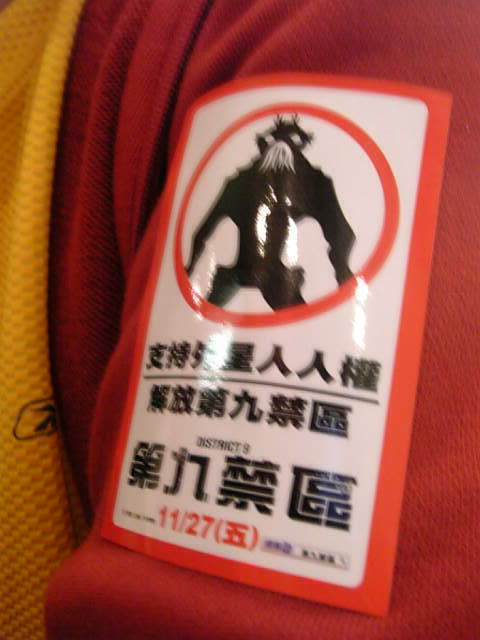 支持外星人人權
解放第九禁區
DISTRICT 9
第九禁區
11/27(五)